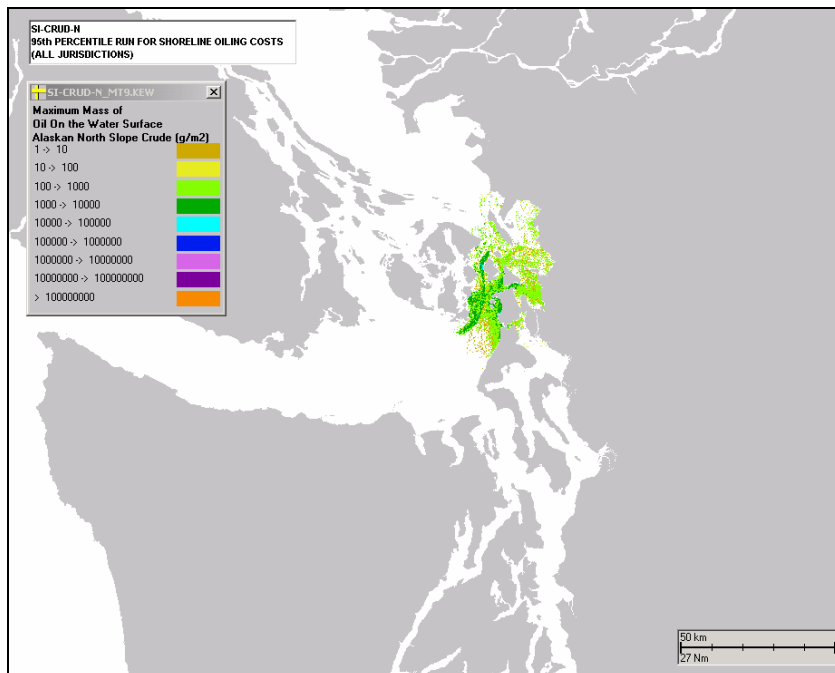 SI-CRUD-N
95th PERCENTILE RUN FOR SHORELINE OILING COSTS
(ALL JURISDICTIONS)
SI-CRUD-N_MT9.KEW
Maximum Mass of
Oil On the Water Surface
Alaskan North Slope Crude (g/m2)
1 -> 10
10 -> 100
100 -> 1000
1000 -> 10000
10000 -> 100000
100000 -> 1000000
1000000 -> 10000000
10000000 -> 100000000
> 100000000
50 km
27 Nm